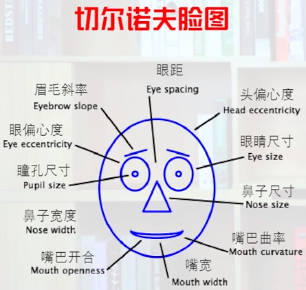 切尔诺夫脸图
眼距
Eye spacing
眉毛斜率
Eyebrow slope
头偏心度
Head eccentricity
眼偏心度
Eye eccentricity
眼睛尺寸
Eye size
瞳孔尺寸
Pupil size
鼻子尺寸
Nose size
鼻子宽度
Nose width
嘴巴曲率
Mouth curvature
嘴巴开合
Mouth openness
嘴宽
Mouth width